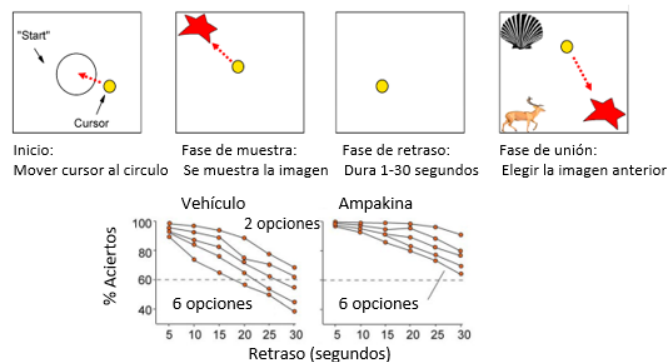 "Start"
Cursor
Inicio:
Mover cursor al circulo
Fase de muestra:
Se muestra la imagen
Fase de retraso:
Dura 1-30 segundos
Fase de unión:
Elegir la imagen anterior
Vehículo
Ampakina
% Aciertos
100
80
60
40
2 opciones
6 opciones
6 opciones
5 10 15 20 25 30
5 10 15 20 25 30
Retraso (segundos)